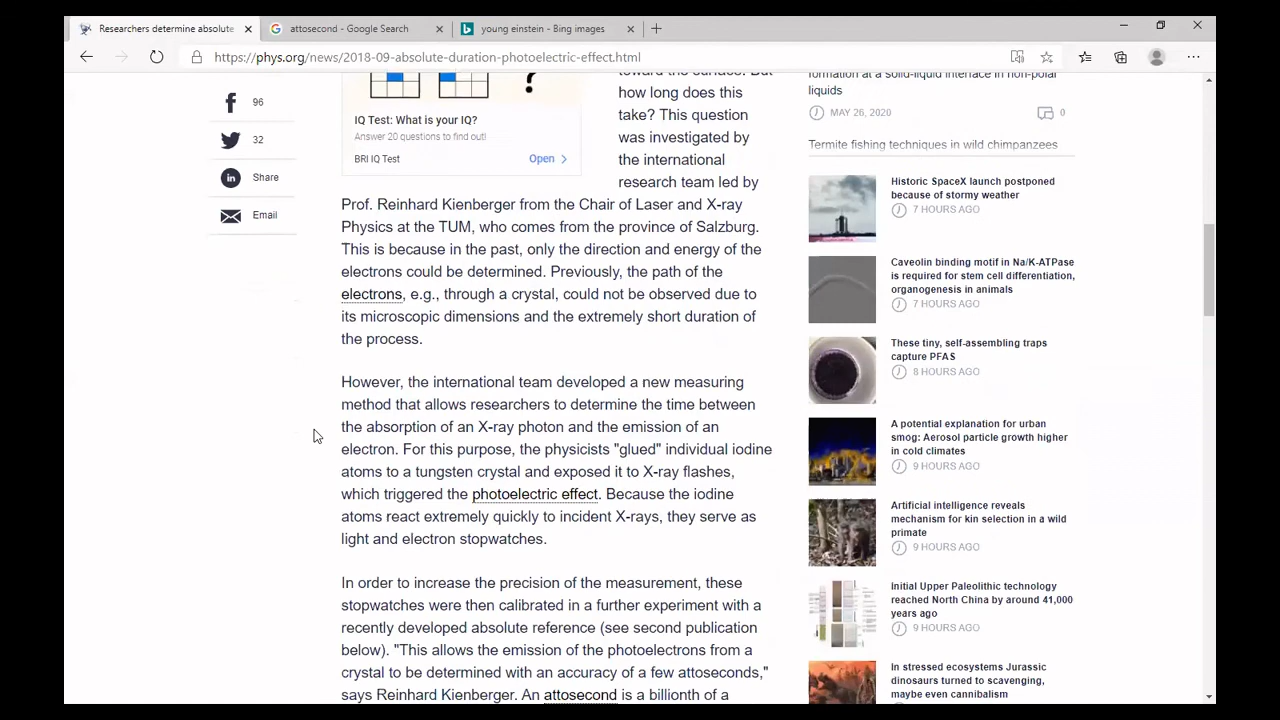 Researchers determine absolute
attosecond - Google Search
young einstein - Bing images
https://phys.org/news/2018-09-absolute-duration-photoelectric-effect.html
96
32
Share
Email
?
IQ Test: What is your IQ?
Answer 20 questions to find out!
BRI IQ Test
Open
toward the surface. But
how long does this
take? This question
was investigated by
the international
research team led by
Prof. Reinhard Kienberger from the Chair of Laser and X-ray
Physics at the TUM, who comes from the province of Salzburg.
This is because in the past, only the direction and energy of the
electrons could be determined. Previously, the path of the
electrons, e.g., through a crystal, could not be observed due to
its microscopic dimensions and the extremely short duration of
the process.
However, the international team developed a new measuring
method that allows researchers to determine the time between
the absorption of an X-ray photon and the emission of an
electron. For this purpose, the physicists "glued" individual iodine
atoms to a tungsten crystal and exposed it to X-ray flashes,
which triggered the photoelectric effect. Because the iodine
atoms react extremely quickly to incident X-rays, they serve as
light and electron stopwatches.
In order to increase the precision of the measurement, these
stopwatches were then calibrated in a further experiment with a
recently developed absolute reference (see second publication
below). "This allows the emission of the photoelectrons from a
crystal to be determined with an accuracy of a few attoseconds,"
says Reinhard Kienberger. An attosecond is a billionth of a
formation at a solid-liquid interface in non-polar
liquids
MAY 26, 2020
0
Termite fishing techniques in wild chimpanzees
Historic SpaceX launch postponed
because of stormy weather
7 HOURS AGO
Caveolin binding motif in Na/K-ATPase
is required for stem cell differentiation,
organogenesis in animals
7 HOURS AGO
These tiny, self-assembling traps
capture PFAS
8 HOURS AGO
A potential explanation for urban
smog: Aerosol particle growth higher
in cold climates
9 HOURS AGO
Artificial intelligence reveals
mechanism for kin selection in a wild
primate
9 HOURS AGO
Initial Upper Paleolithic technology
reached North China by around 41,000
years ago
9 HOURS AGO
In stressed ecosystems Jurassic
dinosaurs turned to scavenging,
maybe even cannibalism